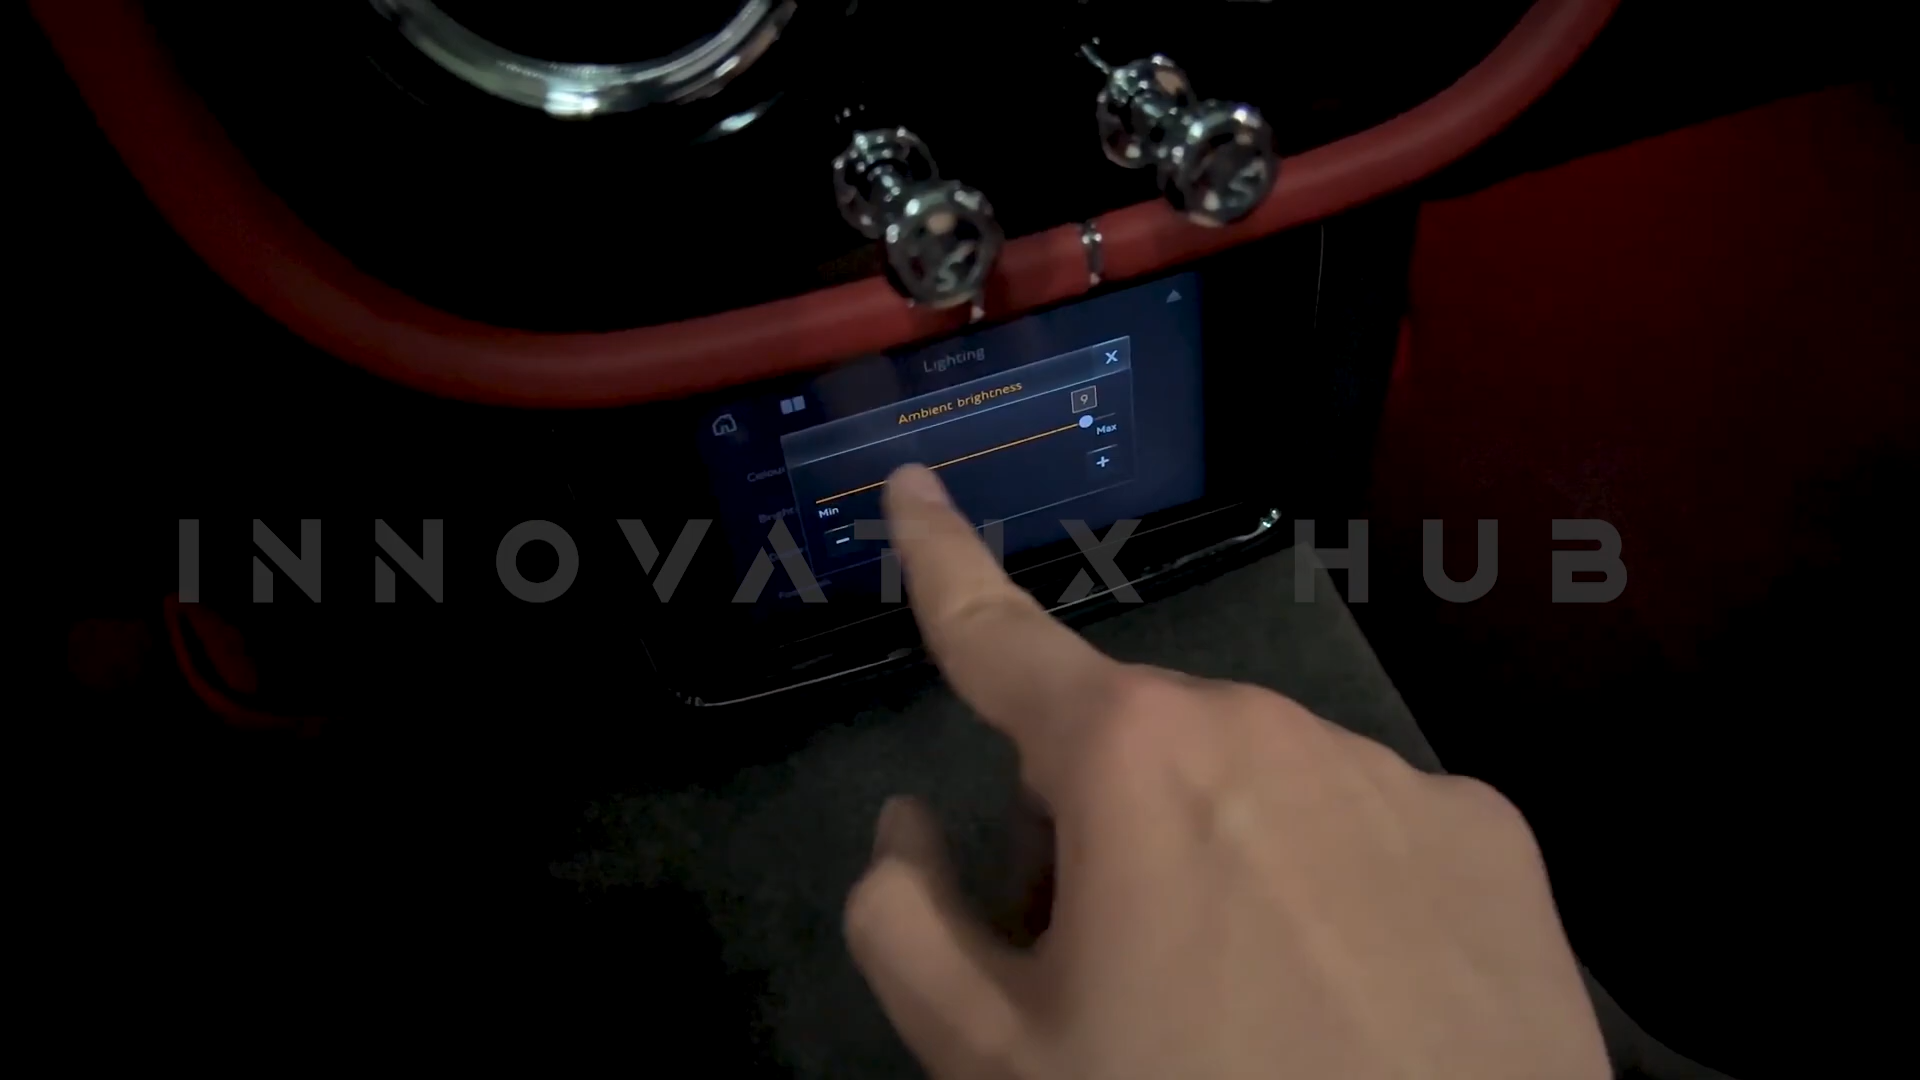 Lighting
X
Ambient brightness
9
Max
Min
+
−
INNOVATIX HUB